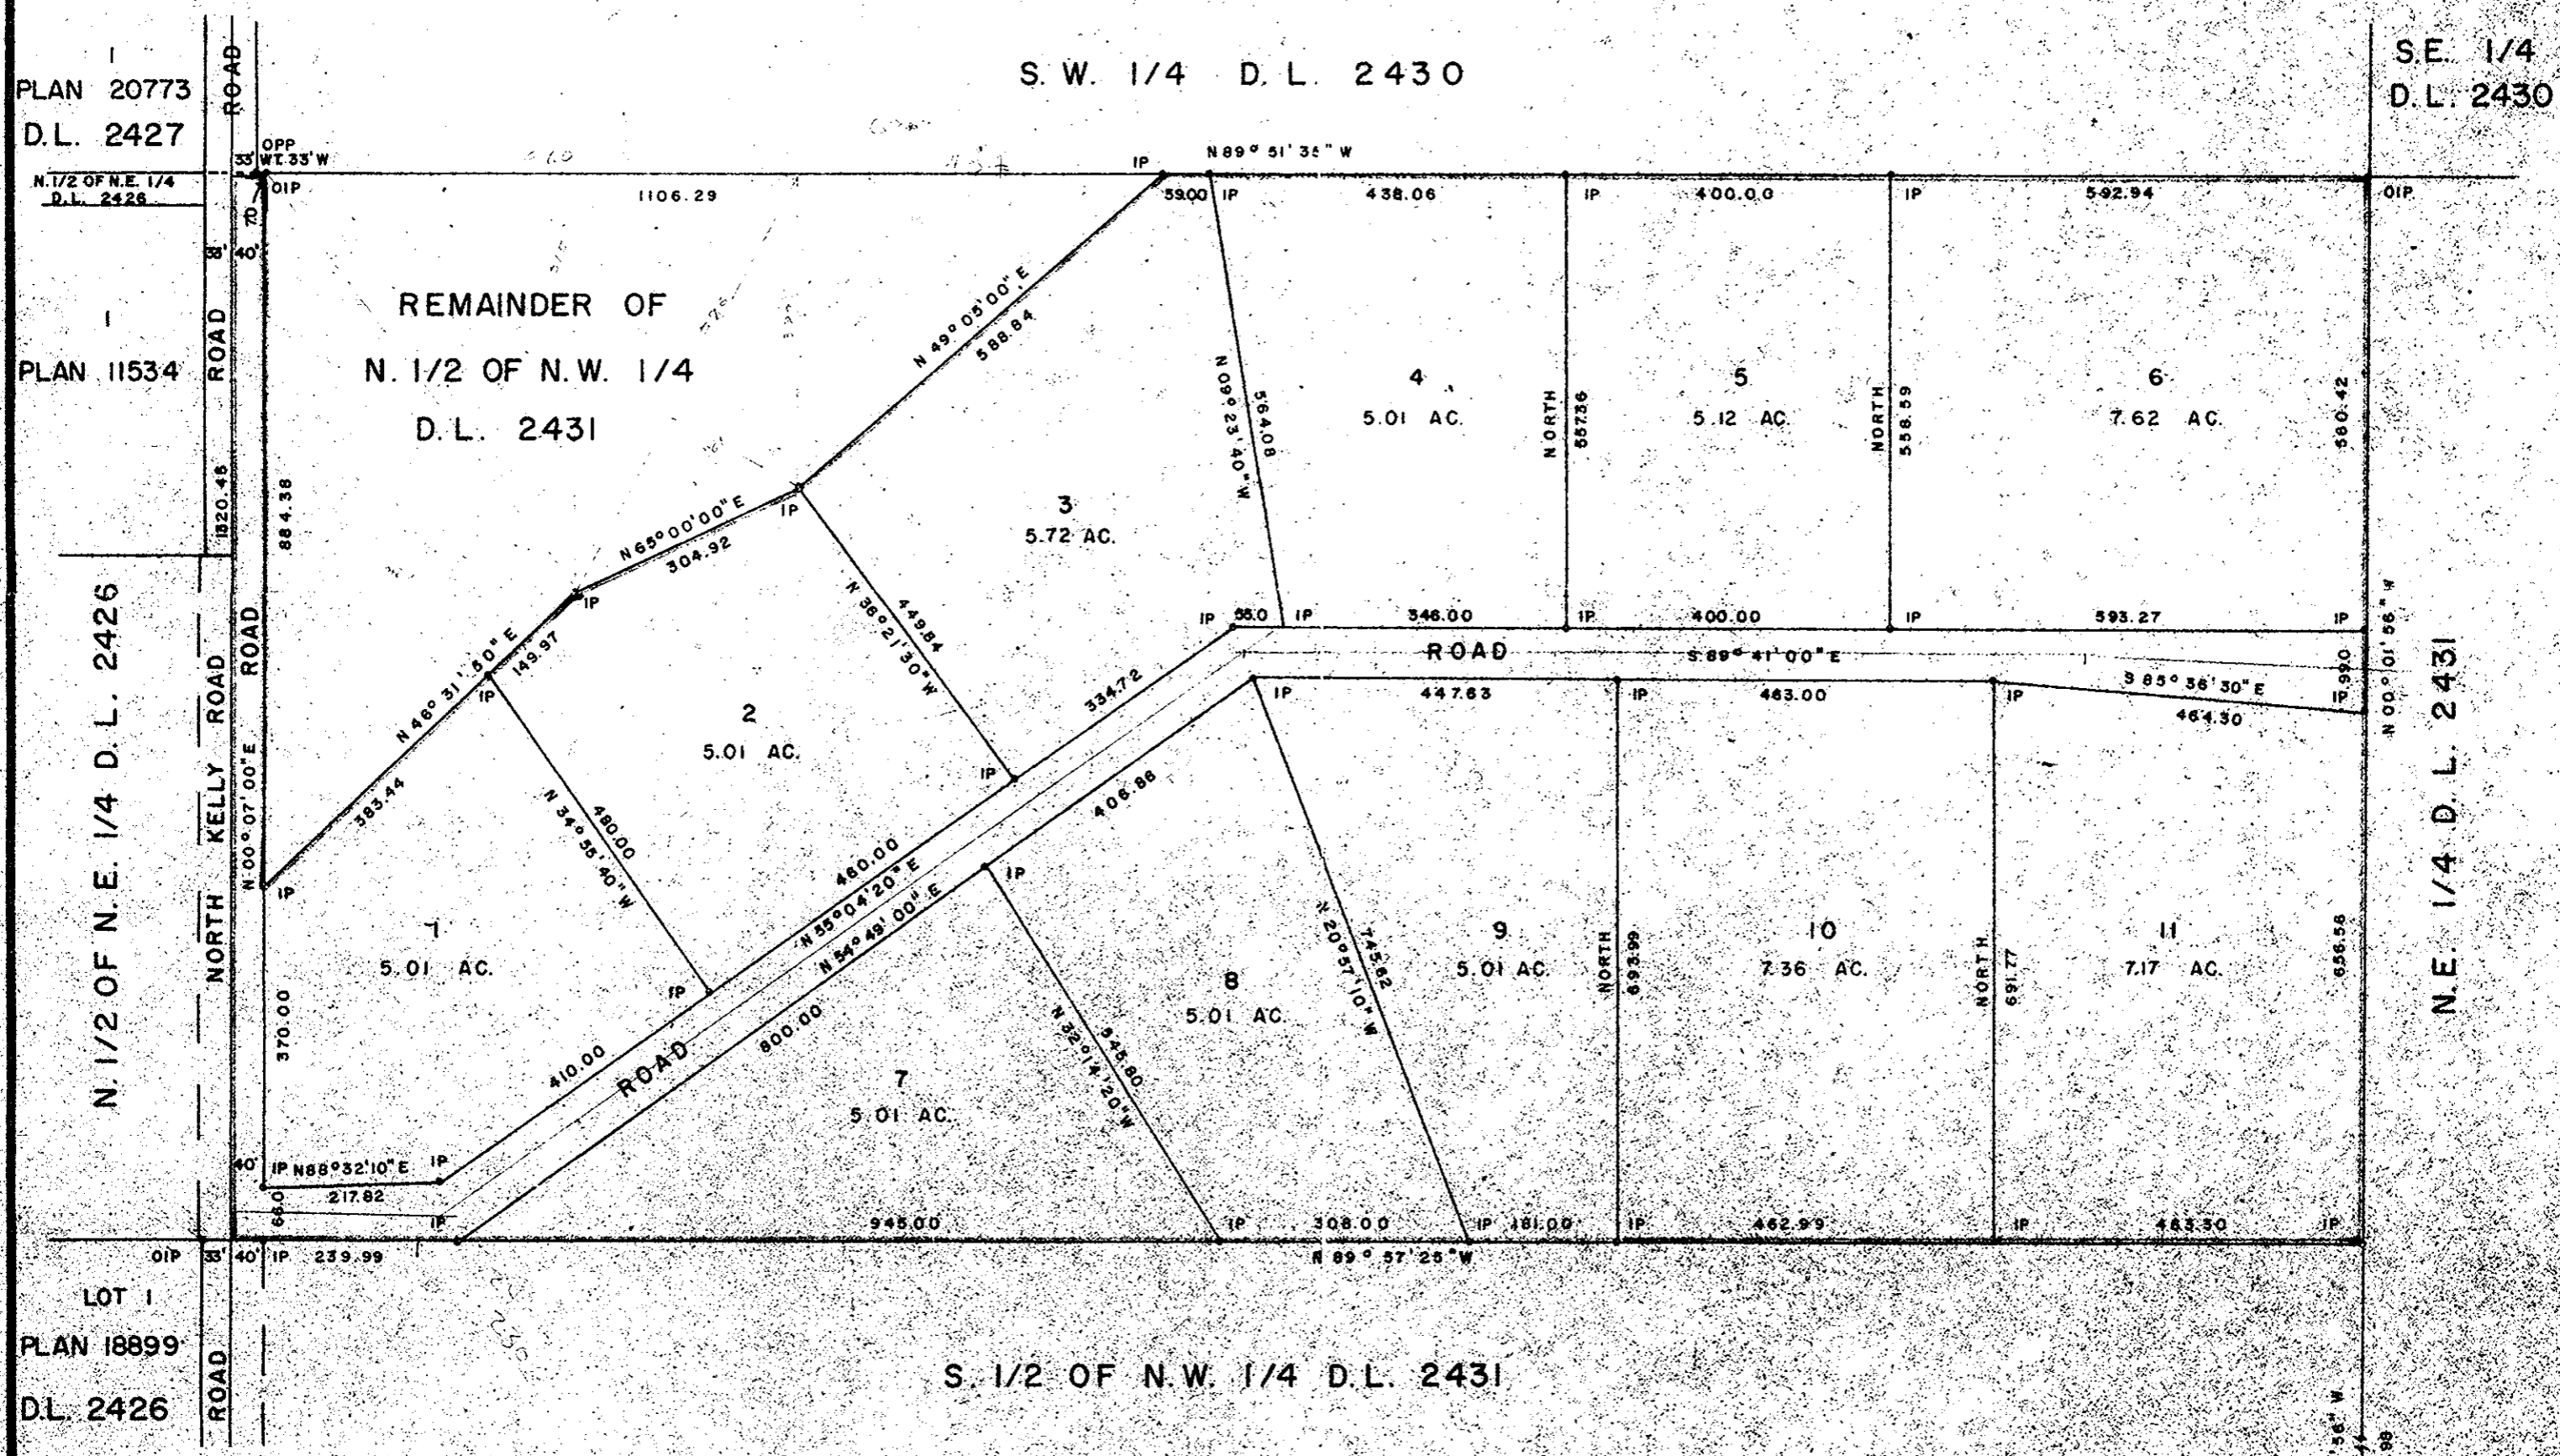 1
PLAN 20773
D.L. 2427
ROAD
S.W. 1/4 D.L. 2430
S.E. 1/4
D.L. 2430
OPP
33' WT. 33' W
N.1/2 OF N.E. 1/4
D.L. 2426
OIP
7.0
33' 40'
1106.29
IP
59.00
IP
N 89° 51' 35" W
438.06
IP
400.00
IP
592.94
OIP
1
PLAN 11534
ROAD
1320.46
884.38
REMAINDER OF
N. 1/2 OF N.W. 1/4
D.L. 2431
N 49° 05' 00" E
588.84
N 65° 00' 00" E
304.92
IP
IP
N 46° 31' 50" E
149.97
IP
383.44
N 09° 23' 40" W
564.08
4
5.01 AC.
NORTH
557.36
5
5.12 AC.
NORTH
558.59
6
7.62 AC.
560.42
3
5.72 AC.
N 36° 21' 30" W
449.84
2
5.01 AC.
N 34° 55' 40" W
480.00
IP
55.0
IP
346.00
IP
400.00
IP
593.27
IP
ROAD
S 89° 41' 00" E
99.0
N 00° 01' 56" W
IP
447.63
IP
463.00
IP
S 85° 36' 30" E
464.30
IP
334.72
IP
406.86
460.00
N 55° 04' 20" E
N 54° 49' 00" E
IP
N. 1/2 OF N.E. 1/4 D.L. 2426
NORTH KELLY ROAD
ROAD
N 00° 07' 00" E
IP
1
5.01 AC.
370.00
IP
410.00
ROAD
800.00
7
5.01 AC.
N 32° 14' 20" W
545.80
8
5.01 AC.
N 20° 57' 10" W
745.62
9
5.01 AC.
NORTH
693.99
10
7.36 AC.
NORTH
691.77
11
7.17 AC.
656.58
N.E. 1/4 D.L. 2431
40'
IP
N 88° 32' 10" E
IP
217.82
66.0
IP
945.00
IP
308.00
IP
181.00
IP
462.99
IP
463.30
IP
OIP
33'
40'
IP
239.99
N 89° 57' 25" W
LOT 1
PLAN 18899
D.L. 2426
ROAD
S. 1/2 OF N.W. 1/4 D.L. 2431
56" W